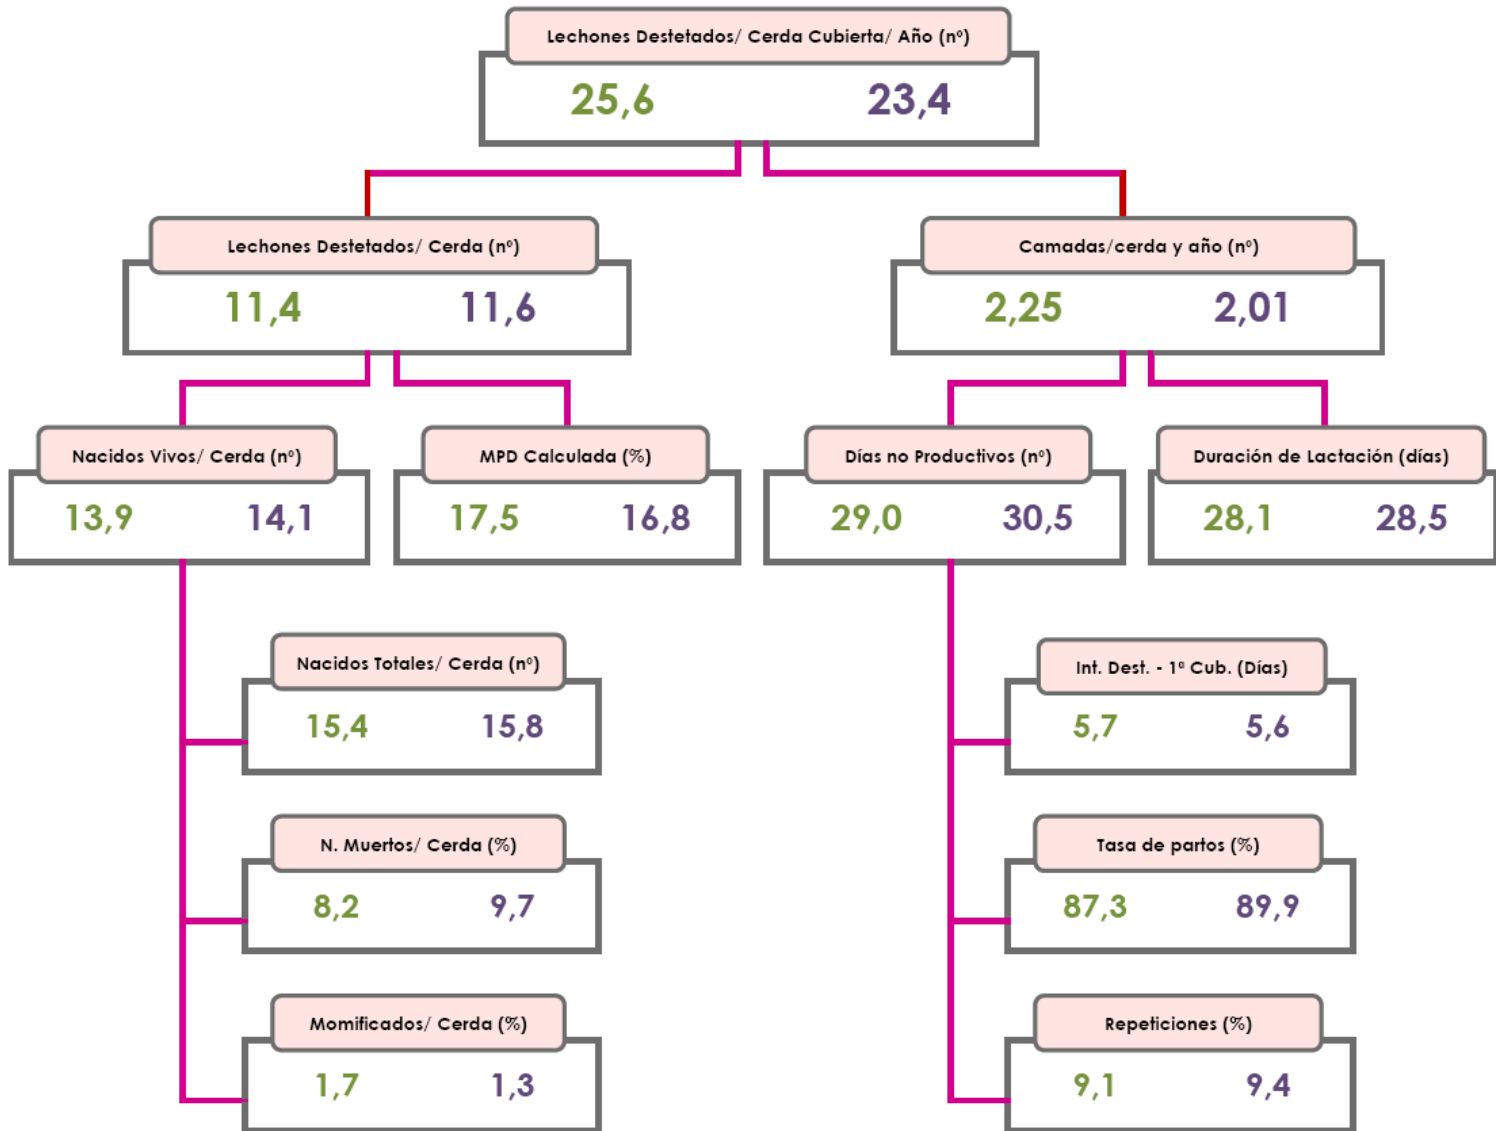 Lechones Destetados/ Cerda Cubierta/ Año (nº)
25,6 23,4
Lechones Destetados/ Cerda (nº)
11,4 11,6
Camadas/cerda y año (nº)
2,25 2,01
Nacidos Vivos/ Cerda (nº)
13,9 14,1
MPD Calculada (%)
17,5 16,8
Días no Productivos (nº)
29,0 30,5
Duración de Lactación (días)
28,1 28,5
Nacidos Totales/ Cerda (nº)
15,4 15,8
N. Muertos/ Cerda (%)
8,2 9,7
Momificados/ Cerda (%)
1,7 1,3
Int. Dest. - 1ª Cub. (Días)
5,7 5,6
Tasa de partos (%)
87,3 89,9
Repeticiones (%)
9,1 9,4